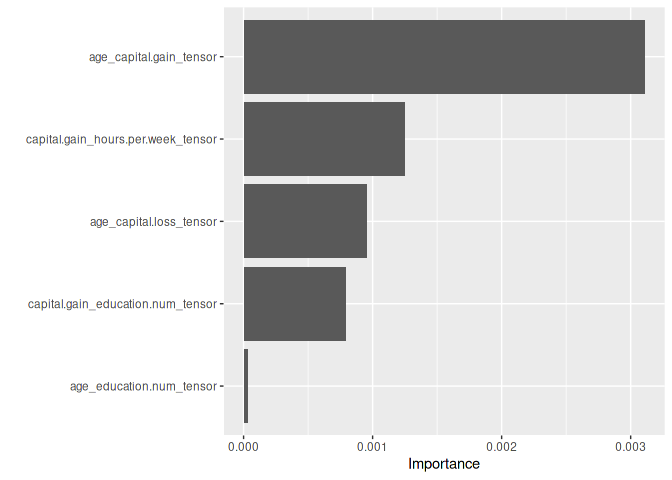 age_capital.gain_tensor
capital.gain_hours.per.week_tensor
age_capital.loss_tensor
capital.gain_education.num_tensor
age_education.num_tensor
0.000 0.001 0.002 0.003
Importance